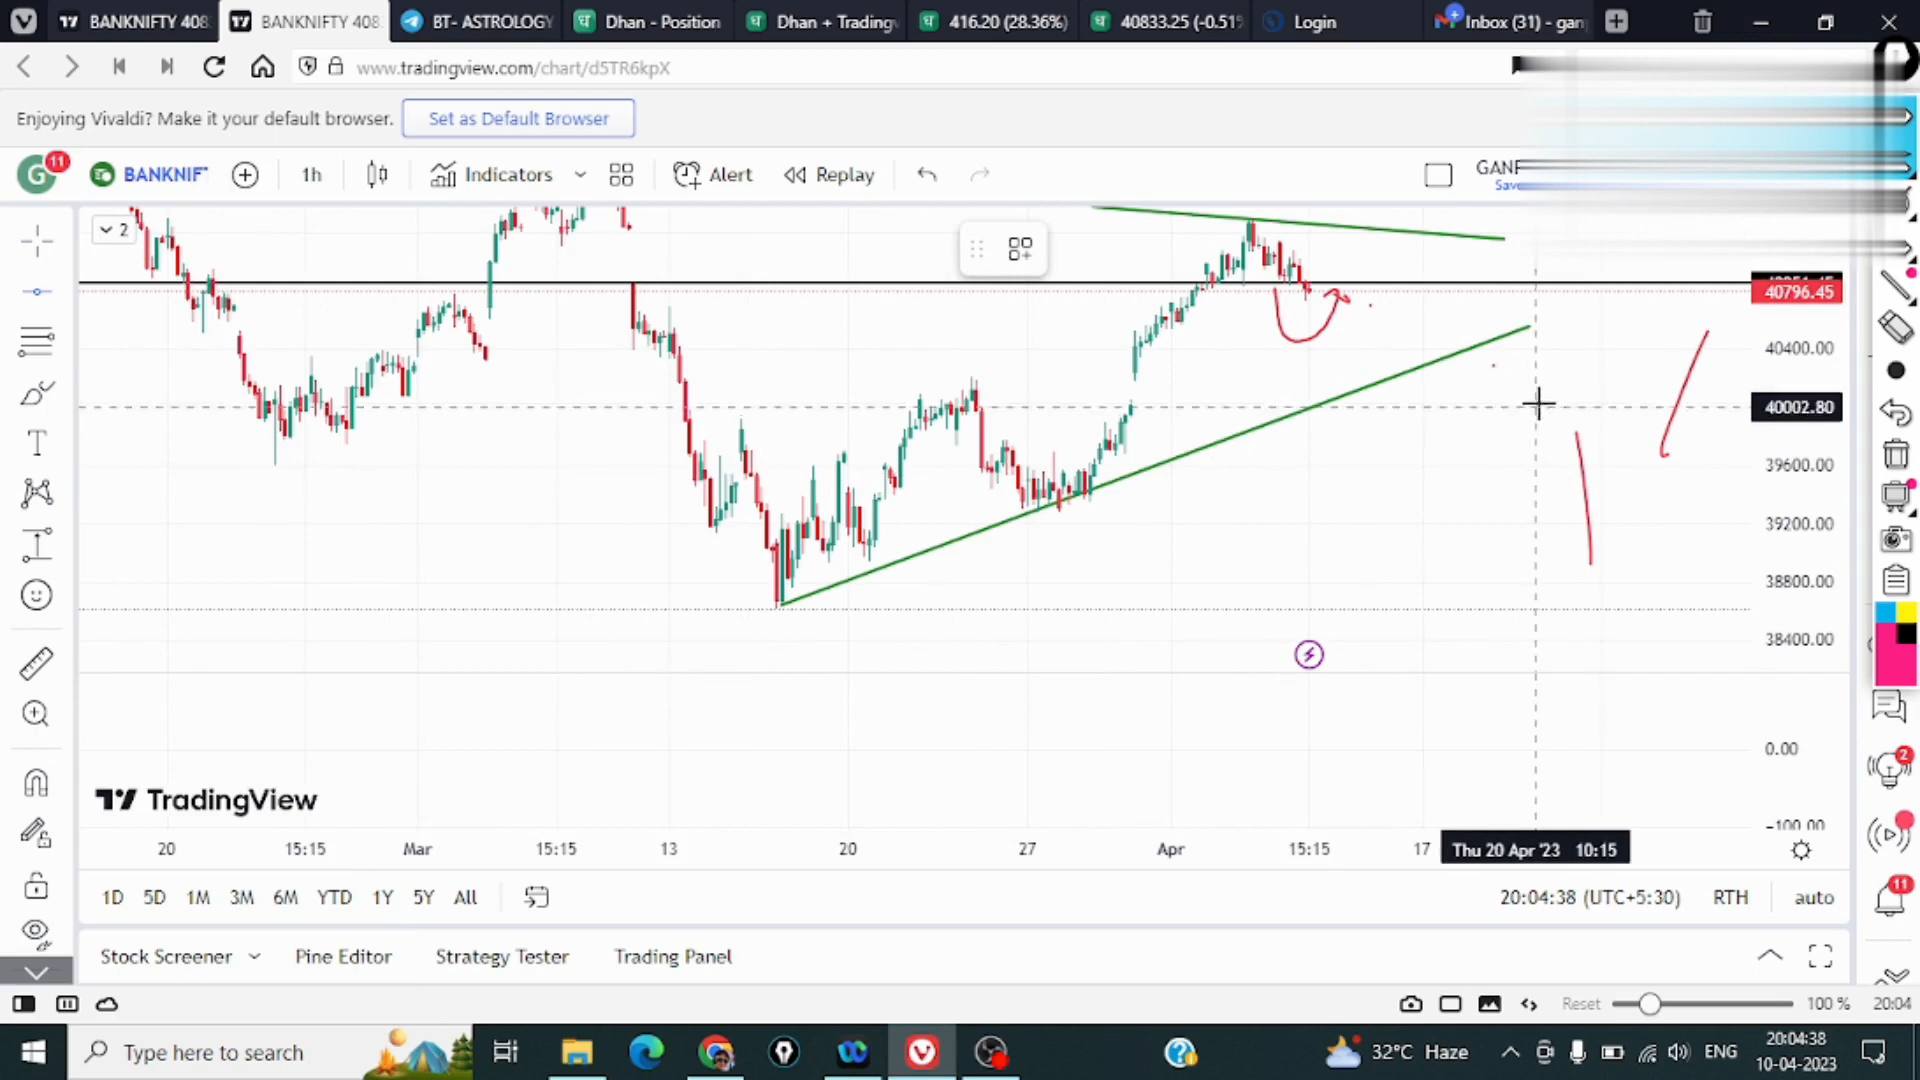 BANKNIFTY 408
BANKNIFTY 408
BT- ASTROLOGY
Dhan - Position
Dhan + Trading
416.20 (28.36%)
40833.25 (-0.51%
Login
Inbox (31) - gan
www.tradingview.com/chart/d5TR6kpX
Enjoying Vivaldi? Make it your default browser.
Set as Default Browser
G
11
BANKNIF
1h
Indicators
Alert
Replay
GANE
Save
2
40796.45
40400.00
40002.80
39600.00
39200.00
38800.00
38400.00
0.00
-100.00
TradingView
20
15:15
Mar
15:15
13
20
27
Apr
15:15
17
Thu 20 Apr '23 10:15
1D
5D
1M
3M
6M
YTD
1Y
5Y
All
20:04:38 (UTC+5:30)
RTH
auto
2
11
Stock Screener
Pine Editor
Strategy Tester
Trading Panel
Reset
100 %
20:04
Type here to search
32°C Haze
ENG
20:04:38
10-04-2023